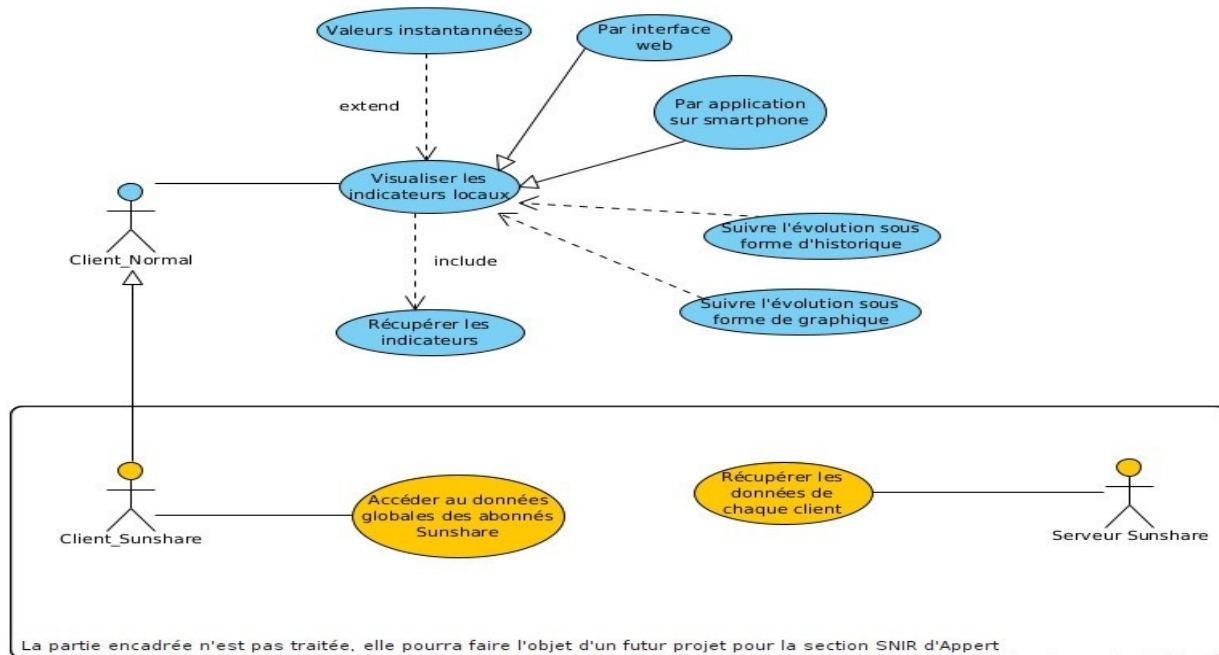 Valeurs instantannées
Par interface
web
extend
Par application
sur smartphone
Visualiser les
indicateurs locaux
Client_Normal
Suivre l'évolution sous
forme d'historique
include
Suivre l'évolution sous
forme de graphique
Récupérer les
indicateurs
Accéder au données
globales des abonnés
Sunshare
Client_Sunshare
Récupérer les
données de
chaque client
Serveur Sunshare
La partie encadrée n'est pas traitée, elle pourra faire l'objet d'un futur projet pour la section SNIR d'Appert